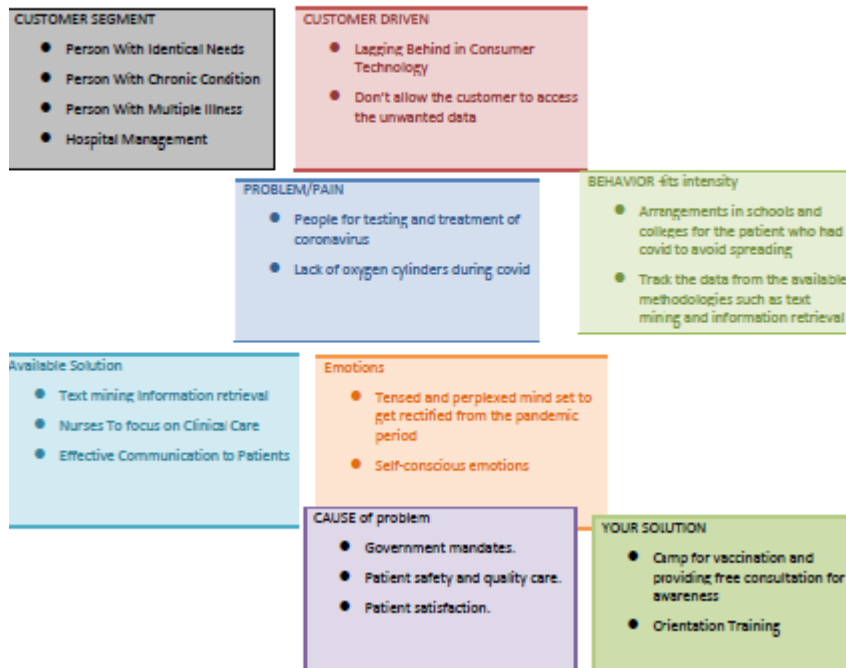 CUSTOMER SEGMENT
● Person With Identical Needs
● Person With Chronic Condition
● Person With Multiple Illness
● Hospital Management
CUSTOMER DRIVEN
● Lagging Behind in Consumer
Technology
● Don't allow the customer to access
the unwanted data
PROBLEM/PAIN
● People for testing and treatment of
coronavirus
● Lack of oxygen cylinders during covid
BEHAVIOR +its intensity
● Arrangements in schools and
colleges for the patient who had
covid to avoid spreading
● Track the data from the available
methodologies such as text
mining and information retrieval
Available Solution
● Text mining Information retrieval
● Nurses To focus on Clinical Care
● Effective Communication to Patients
Emotions
● Tensed and perplexed mind set to
get rectified from the pandemic
period
● Self-conscious emotions
CAUSE of problem
● Government mandates.
● Patient safety and quality care.
● Patient satisfaction.
YOUR SOLUTION
● Camp for vaccination and
providing free consultation for
awareness
● Orientation Training